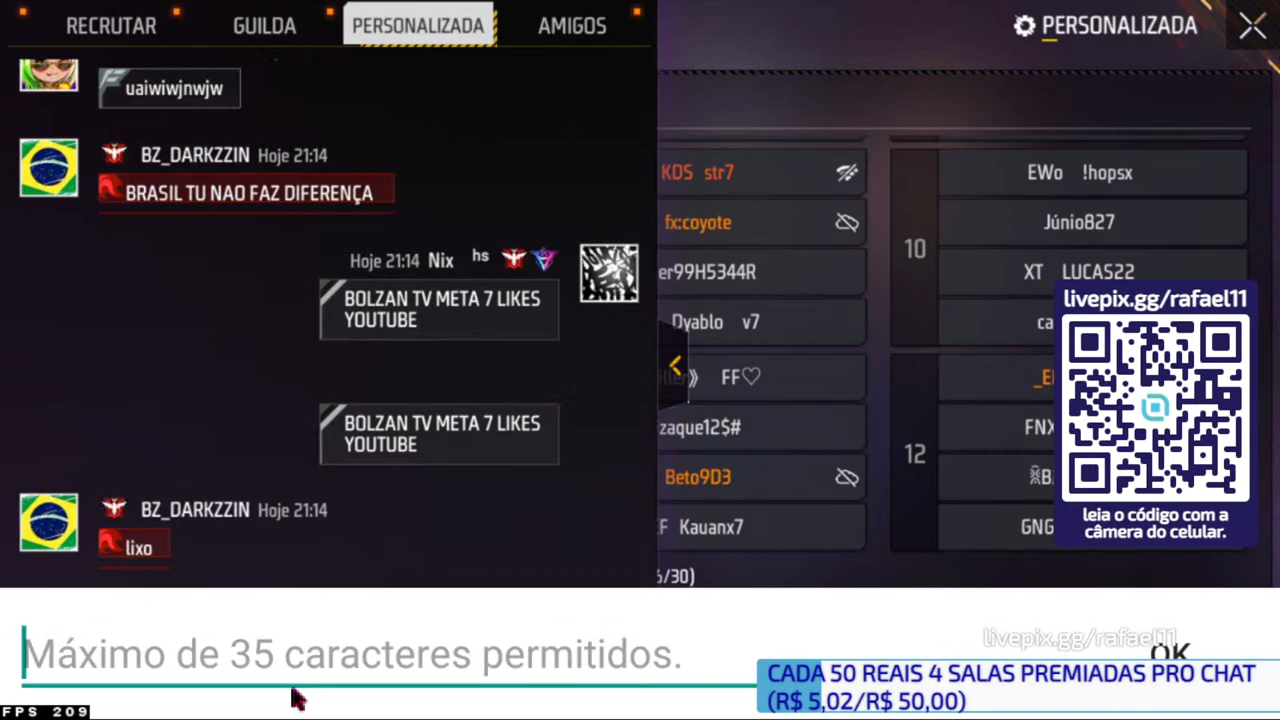 RECRUTAR
GUILDA
PERSONALIZADA
AMIGOS
PERSONALIZADA
uaiwiwjnwjw
BZ_DARKZZIN Hoje 21:14
BRASIL TU NAO FAZ DIFERENÇA
Hoje 21:14 Nix hs
BOLZAN TV META 7 LIKES
YOUTUBE
BOLZAN TV META 7 LIKES
YOUTUBE
BZ_DARKZZIN Hoje 21:14
lixo
KDS str7
fx:coyote
er99H5344R
Dyablo v7
FF♡
zaque12$#
Beto9D3
F Kauanx7
/30)
10
EWo !hopsx
Júnio827
XT LUCAS22
ca
12
FNX
GNG
livepix.gg/rafael11
leia o código com a
câmera do celular.
Máximo de 35 caracteres permitidos.
livepix.gg/rafael11
OK
CADA 50 REAIS 4 SALAS PREMIADAS PRO CHAT
(R$ 5,02/R$ 50,00)
FPS 209